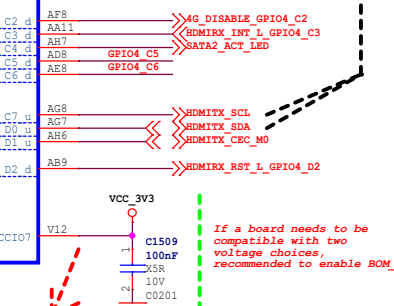 C2 d AF8 4G_DISABLE_GPIO4_C2
C3 d AA11 HDMIRX_INT_L_GPIO4_C3
C4 d AH7 SATA2_ACT_LED
C5 d AD8 GPIO4_C5
C6 d AE8 GPIO4_C6
C7 u AG8 HDMITX_SCL
D0 u AG7 HDMITX_SDA
D1 u AH6 HDMITX_CEC_M0
D2 d AB9 HDMIRX_RST_L_GPIO4_D2
VCC_3V3
CCIO7 V12
1
C1509
100nF
X5R
10V
2
C0201
If a board needs to be
compatible with two
voltage choices,
recommended to enable BOM_